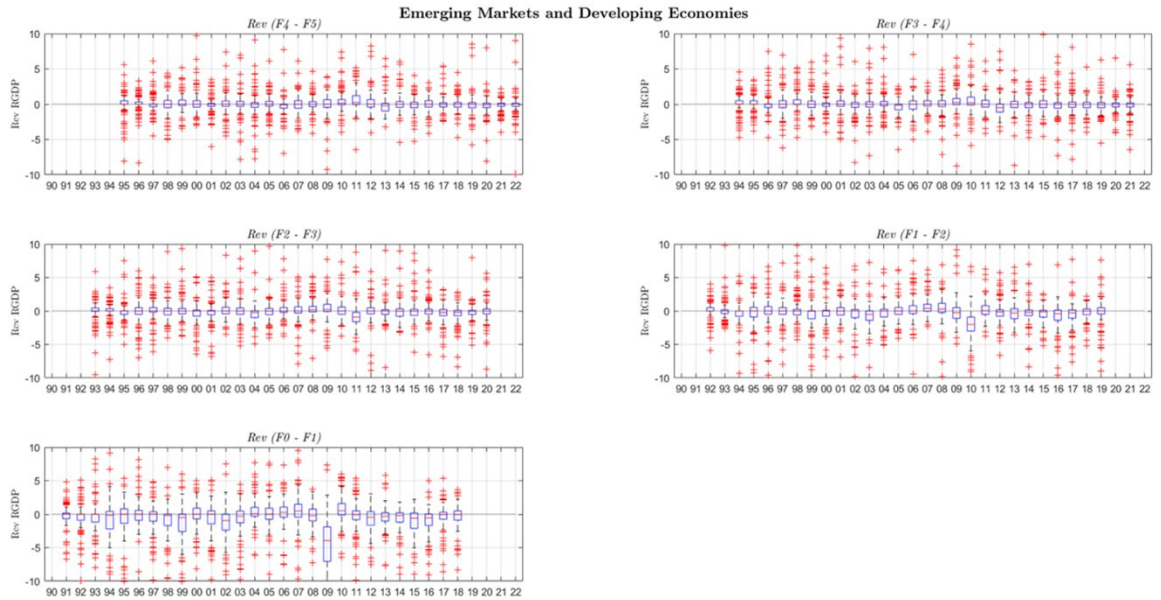 Emerging Markets and Developing Economies
Rev (F4 - F5)
10
5
0
-5
-10
Rev RGDP
90 91 92 93 94 95 96 97 98 99 00 01 02 03 04 05 06 07 08 09 10 11 12 13 14 15 16 17 18 19 20 21 22
Rev (F3 - F4)
10
5
0
-5
-10
Rev RGDP
90 91 92 93 94 95 96 97 98 99 00 01 02 03 04 05 06 07 08 09 10 11 12 13 14 15 16 17 18 19 20 21 22
Rev (F2 - F3)
10
5
0
-5
-10
Rev RGDP
90 91 92 93 94 95 96 97 98 99 00 01 02 03 04 05 06 07 08 09 10 11 12 13 14 15 16 17 18 19 20 21 22
Rev (F1 - F2)
10
5
0
-5
-10
Rev RGDP
90 91 92 93 94 95 96 97 98 99 00 01 02 03 04 05 06 07 08 09 10 11 12 13 14 15 16 17 18 19 20 21 22
Rev (F0 - F1)
10
5
0
-5
-10
Rev RGDP
90 91 92 93 94 95 96 97 98 99 00 01 02 03 04 05 06 07 08 09 10 11 12 13 14 15 16 17 18 19 20 21 22